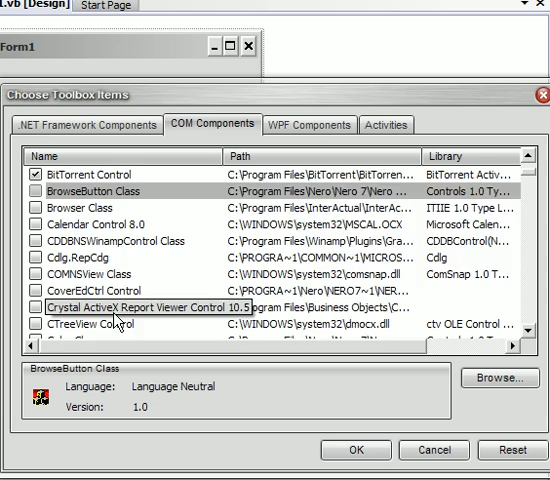 1.vb [Design] Start Page
Form1
Choose Toolbox Items
.NET Framework Components COM Components WPF Components Activities
Name Path Library
BitTorrent Control C:\Program Files\BitTorrent\BitTorren... BitTorrent Activ...
BrowseButton Class C:\Program Files\Nero\Nero 7\Nero ... Controls 1.0 Ty...
Browser Class C:\Program Files\InterActual\InterAc... ITIIE 1.0 Type L...
Calendar Control 8.0 C:\WINDOWS\system32\MSCAL.OCX Microsoft Calen...
CDDBNSWinampControl Class C:\Program Files\Winamp\Plugins\Gra... CDDBControl(N...
Cdlg.RepCdg C:\PROGRA~1\COMMON~1\MICROS... Cdlg
COMNSView Class C:\WINDOWS\system32\comsnap.dll ComSnap 1.0 T...
CoverEdCtrl Control C:\PROGRA~1\Nero\NERO7~1\NER...
Crystal ActiveX Report Viewer Control 10.5 ogram Files\Business Objects\C...
CTreeView Control C:\WINDOWS\system32\dmocx.dll ctv OLE Control ...
BrowseButton Class
Browse...
Language: Language Neutral
Version: 1.0
OK Cancel Reset